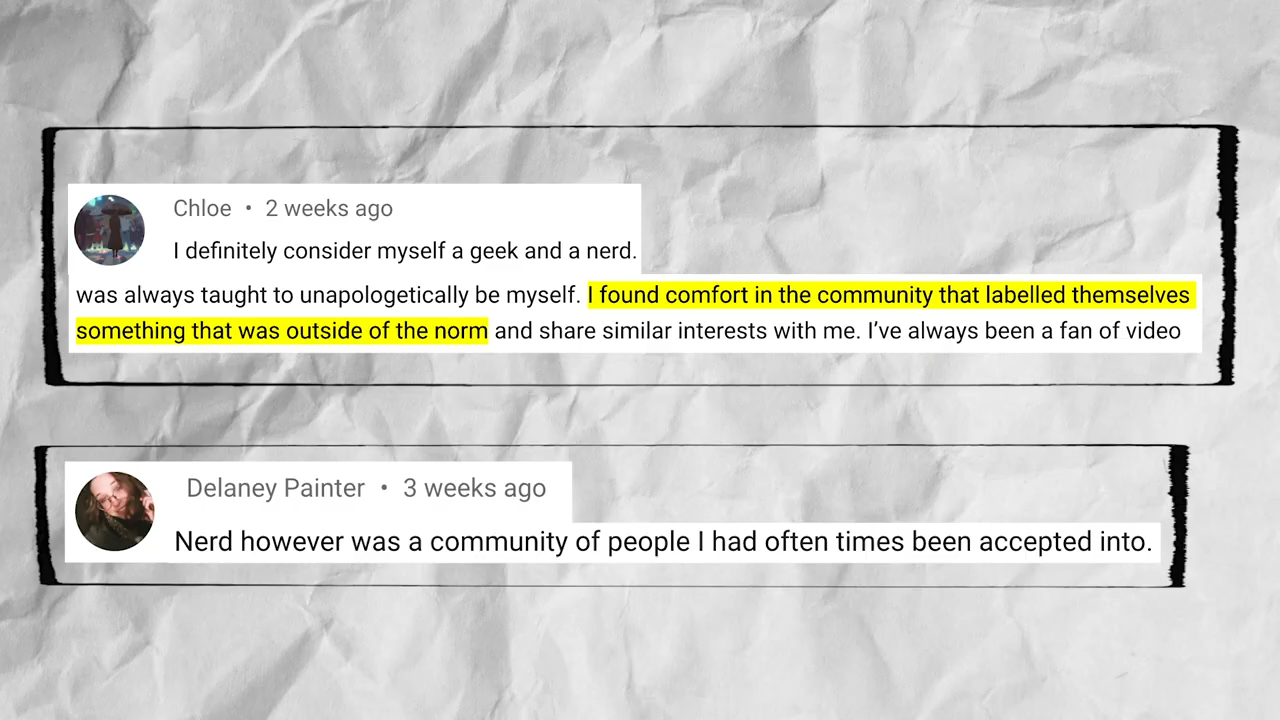 Chloe • 2 weeks ago
I definitely consider myself a geek and a nerd.
was always taught to unapologetically be myself. I found comfort in the community that labelled themselves
something that was outside of the norm and share similar interests with me. I’ve always been a fan of video
Delaney Painter • 3 weeks ago
Nerd however was a community of people I had often times been accepted into.